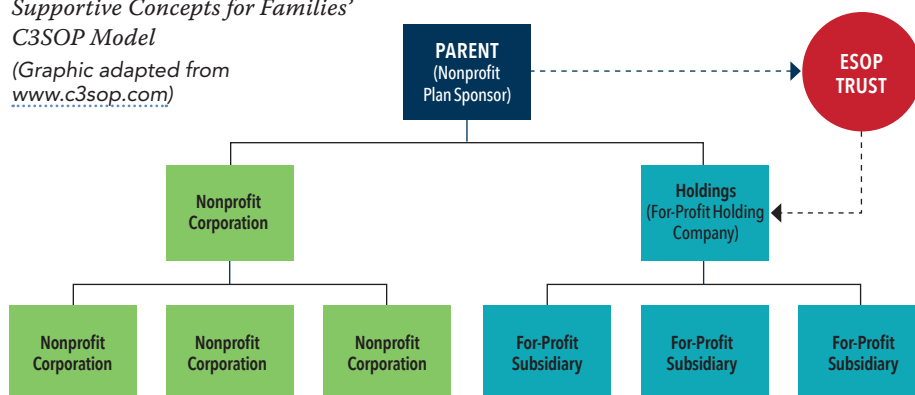 Supportive Concepts for Families’
C3SOP Model
(Graphic adapted from
www.c3sop.com)
PARENT
(Nonprofit
Plan Sponsor)
ESOP
TRUST
Nonprofit
Corporation
Holdings
(For-Profit Holding
Company)
Nonprofit
Corporation
Nonprofit
Corporation
Nonprofit
Corporation
For-Profit
Subsidiary
For-Profit
Subsidiary
For-Profit
Subsidiary